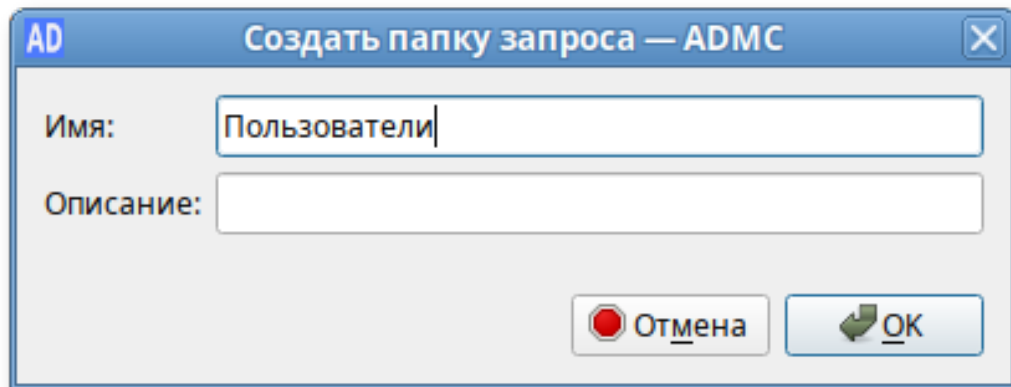 AD Создать папку запроса — ADMC
Имя: Пользователи
Описание:
Отмена OK